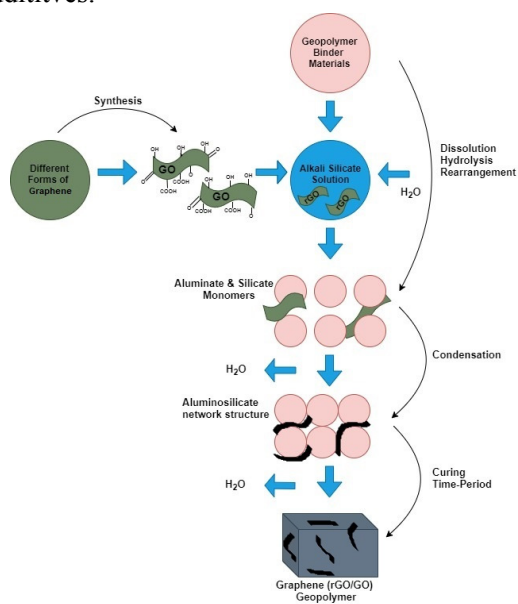 Geopolymer
Binder
Materials
Synthesis
Different
Forms of
Graphene
OH
OH
OH
O
GO
O
COOH
COOH
OH
OH
OH
OH
O
GO
O
COOH
COOH
OH
Alkali Silicate
Solution
rGO
rGO
H2O
Dissolution
Hydrolysis
Rearrangement
Aluminate & Silicate
Monomers
Condensation
H2O
Aluminosilicate
network structure
Curing
Time-Period
H2O
Graphene (rGO/GO)
Geopolymer